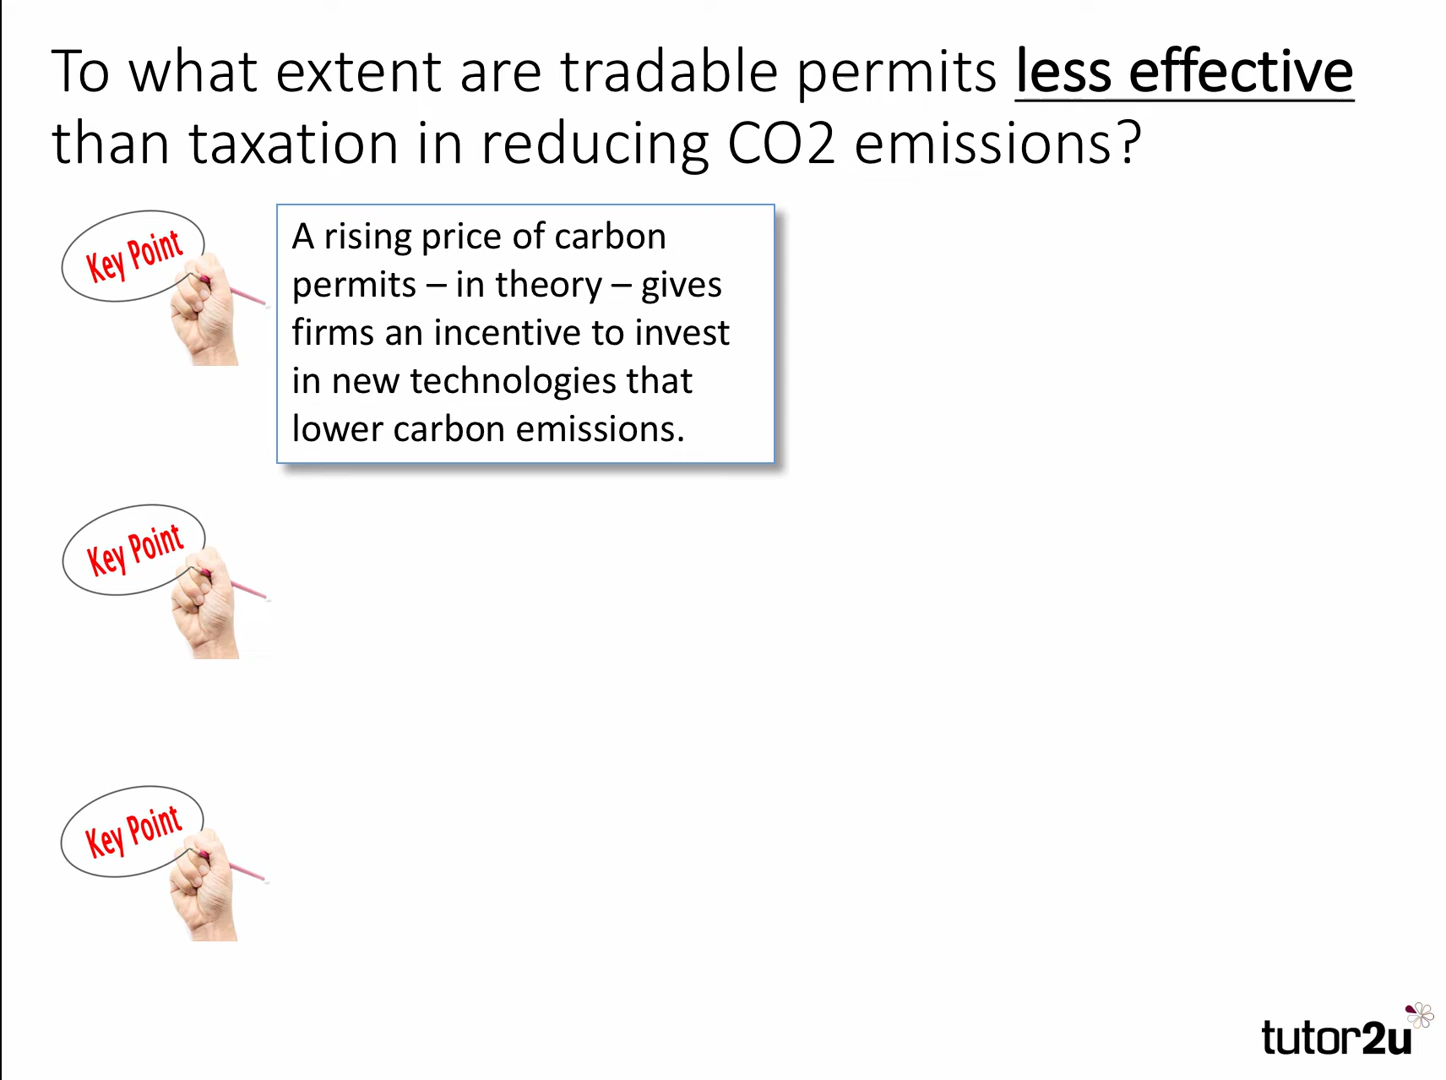 To what extent are tradable permits less effective
than taxation in reducing CO2 emissions?
Key Point
A rising price of carbon
permits – in theory – gives
firms an incentive to invest
in new technologies that
lower carbon emissions.
Key Point
Key Point
tutor2u